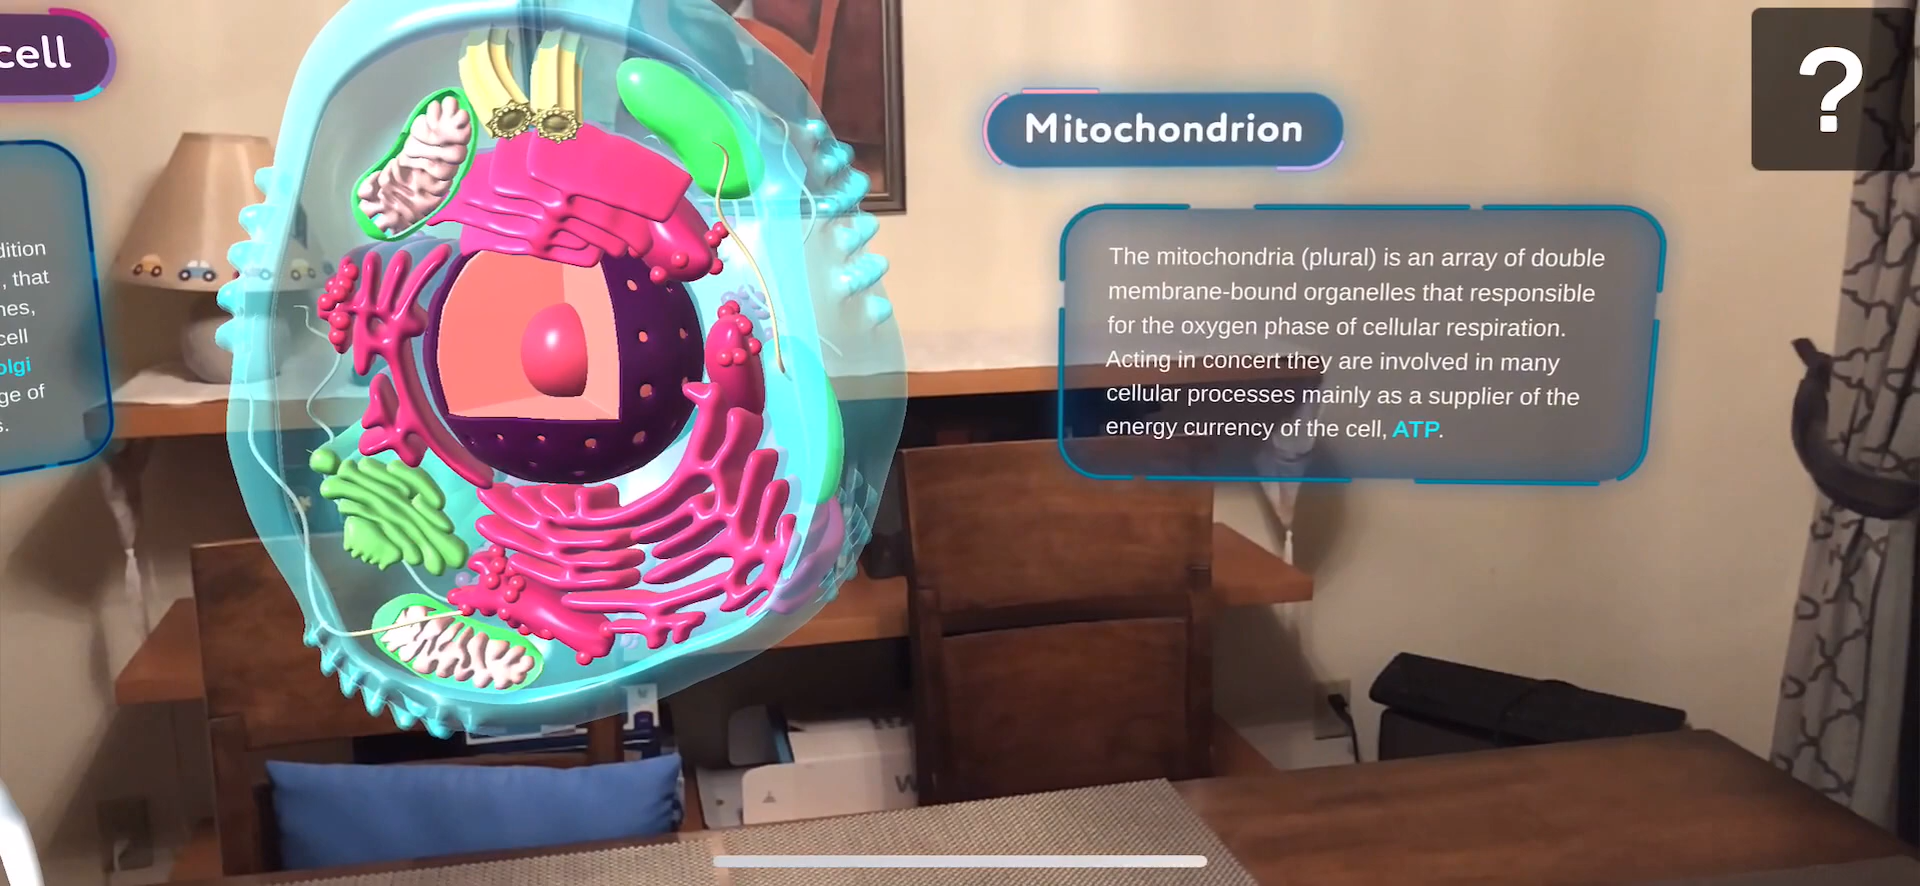 cell
dition
, that
nes,
cell
olgi
ge of
s.
Mitochondrion
?
The mitochondria (plural) is an array of double
membrane-bound organelles that responsible
for the oxygen phase of cellular respiration.
Acting in concert they are involved in many
cellular processes mainly as a supplier of the
energy currency of the cell, ATP.
W